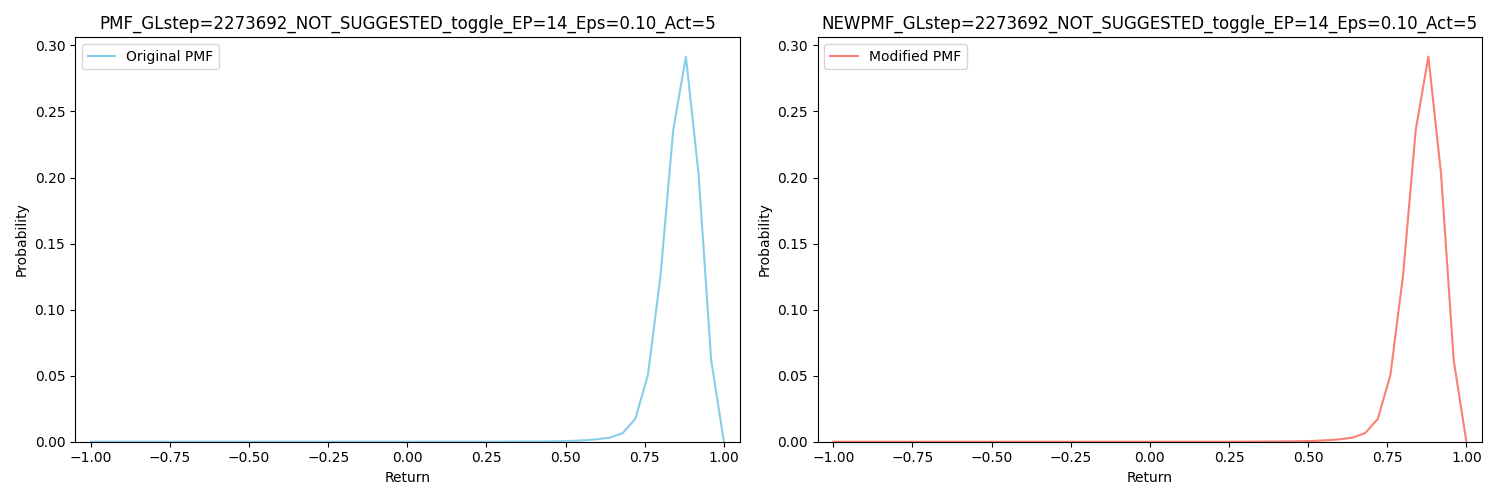 PMF_GLstep=2273692_NOT_SUGGESTED_toggle_EP=14_Eps=0.10_Act=5
Original PMF
0.30
0.25
0.20
0.15
0.10
0.05
0.00
Probability
−1.00 −0.75 −0.50 −0.25 0.00 0.25 0.50 0.75 1.00
Return
NEWPMF_GLstep=2273692_NOT_SUGGESTED_toggle_EP=14_Eps=0.10_Act=5
Modified PMF
0.30
0.25
0.20
0.15
0.10
0.05
0.00
Probability
−1.00 −0.75 −0.50 −0.25 0.00 0.25 0.50 0.75 1.00
Return